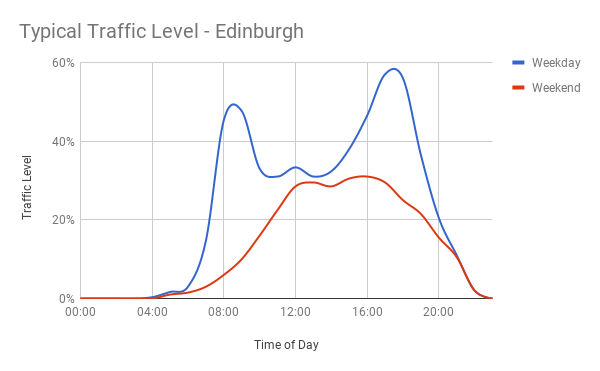 Typical Traffic Level - Edinburgh
Weekday
Weekend
Traffic Level
60%
40%
20%
0%
00:00 04:00 08:00 12:00 16:00 20:00
Time of Day